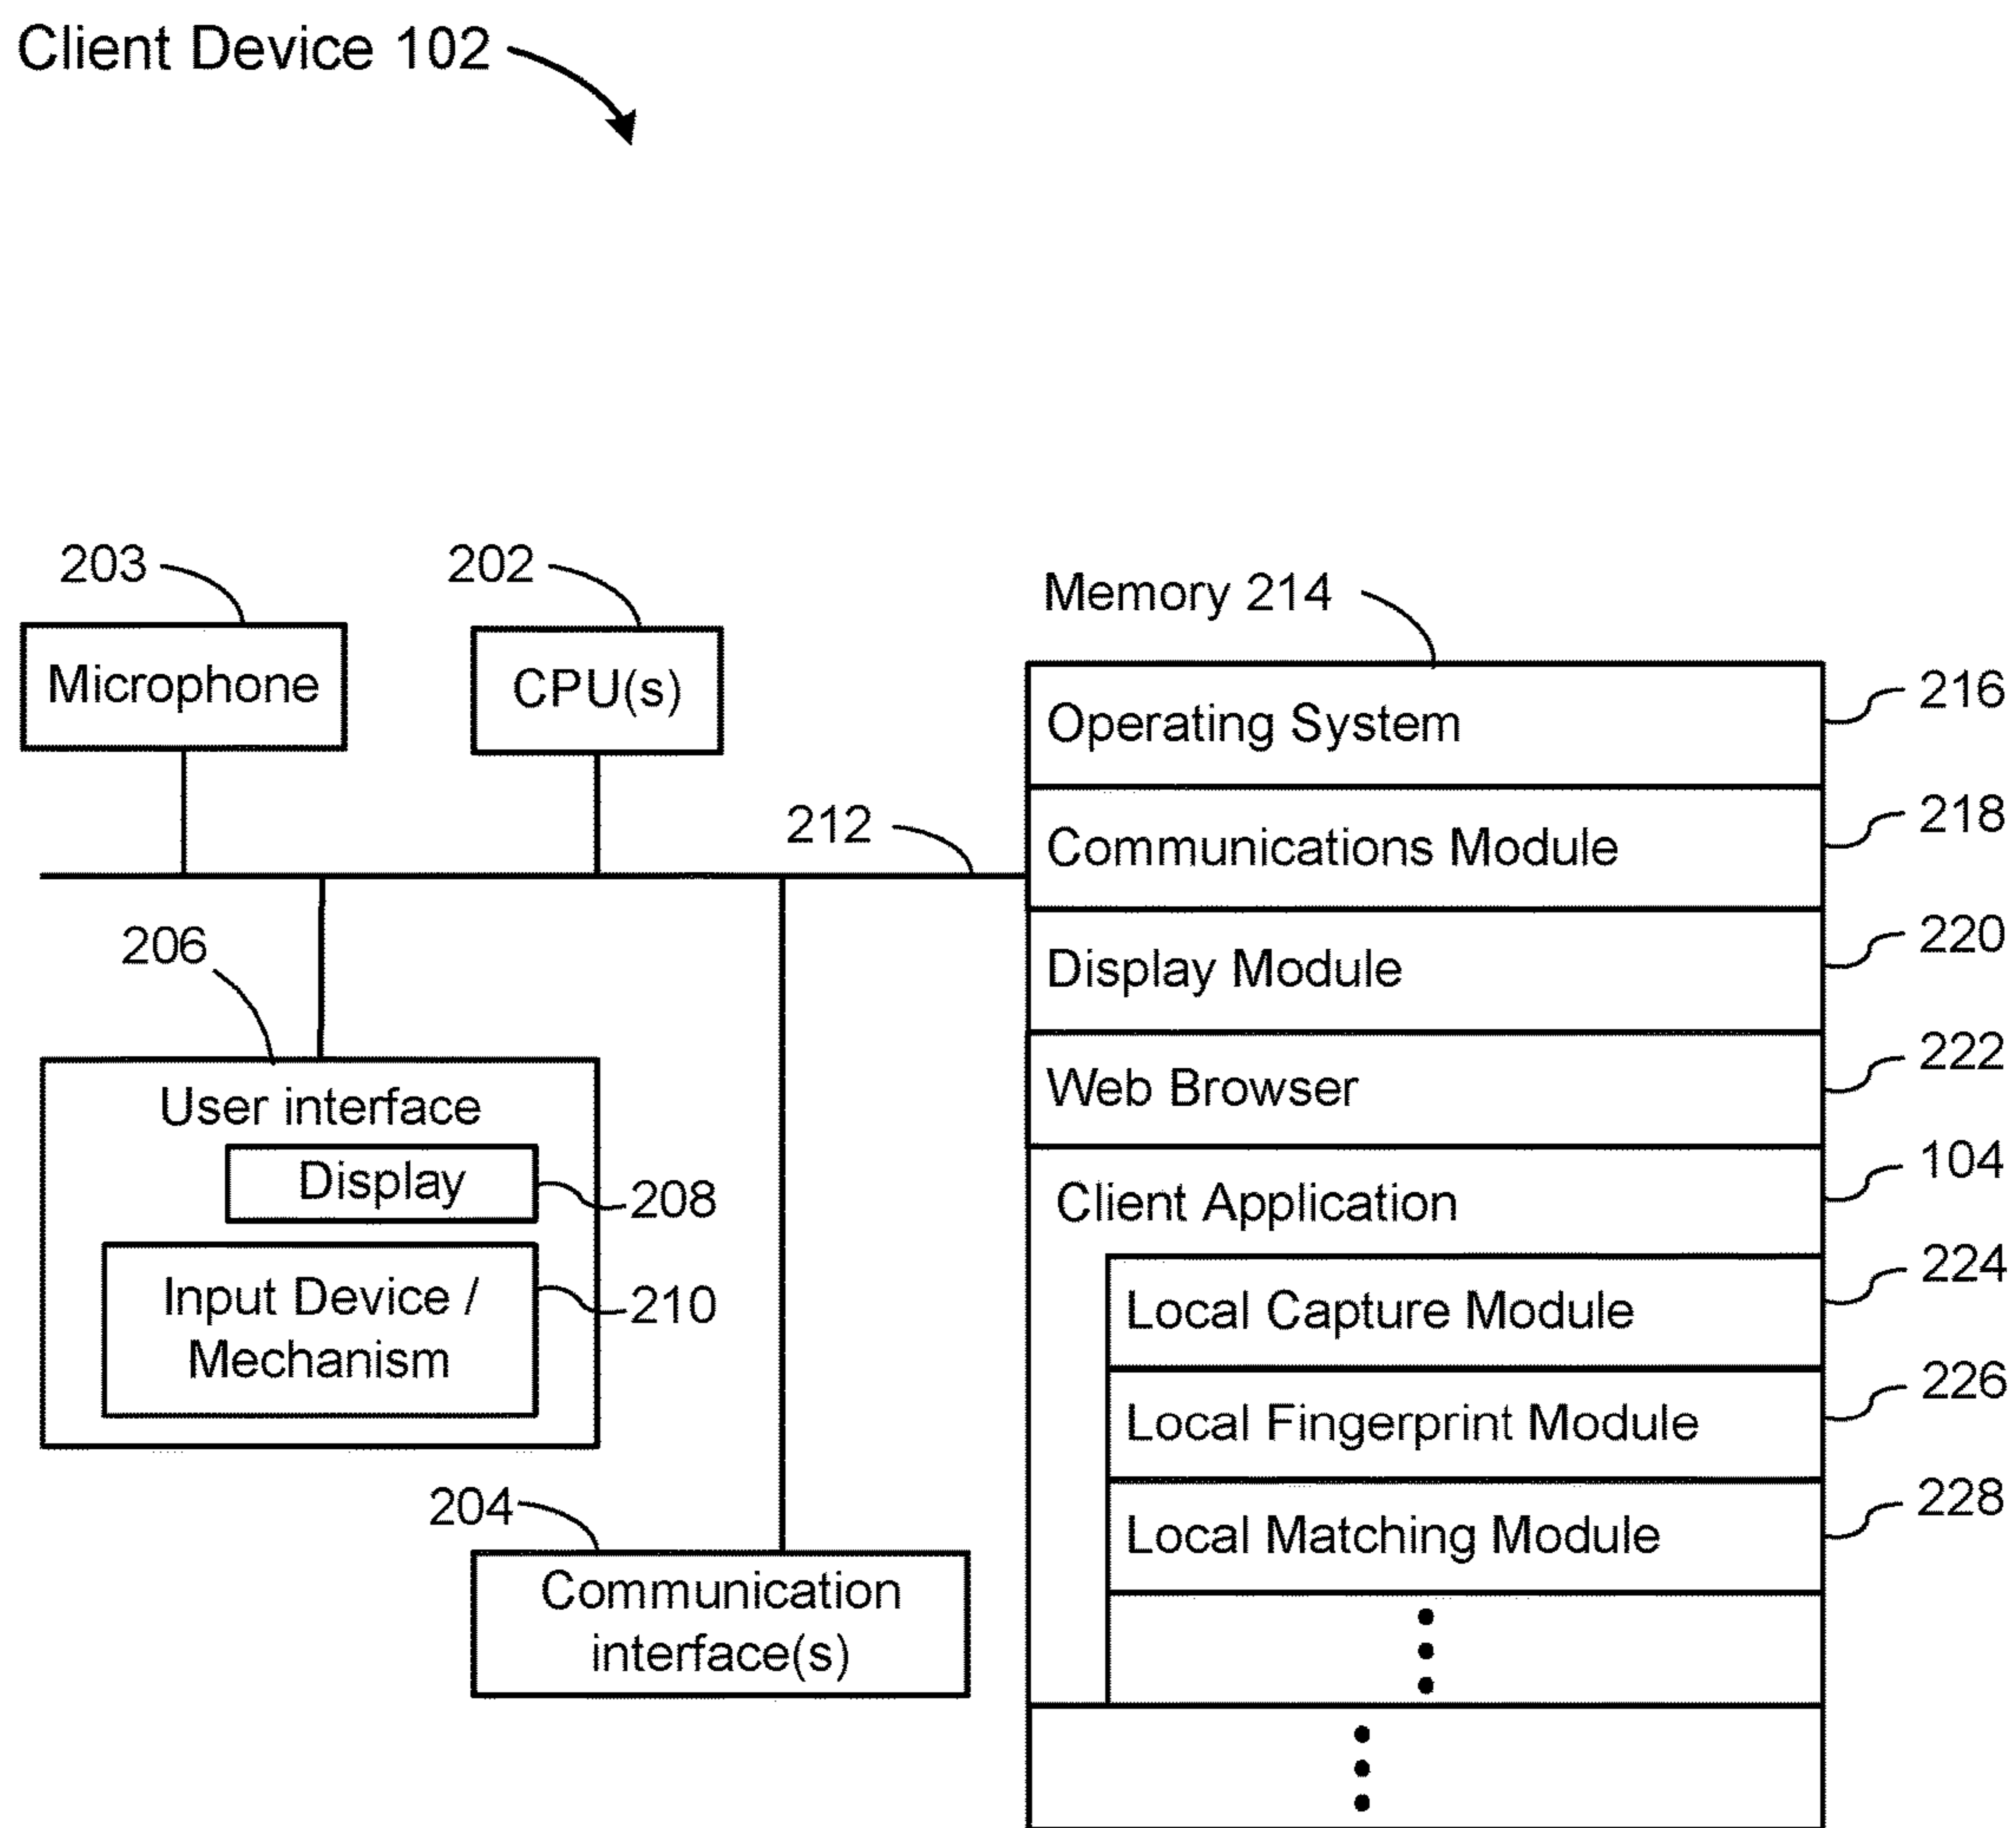 Client Device 102
203
202
Microphone
CPU(s)
212
206
User interface
Display
208
Input Device /
Mechanism
210
204
Communication
interface(s)
Memory 214
Operating System
216
Communications Module
218
Display Module
220
Web Browser
222
Client Application
104
Local Capture Module
224
Local Fingerprint Module
226
Local Matching Module
228